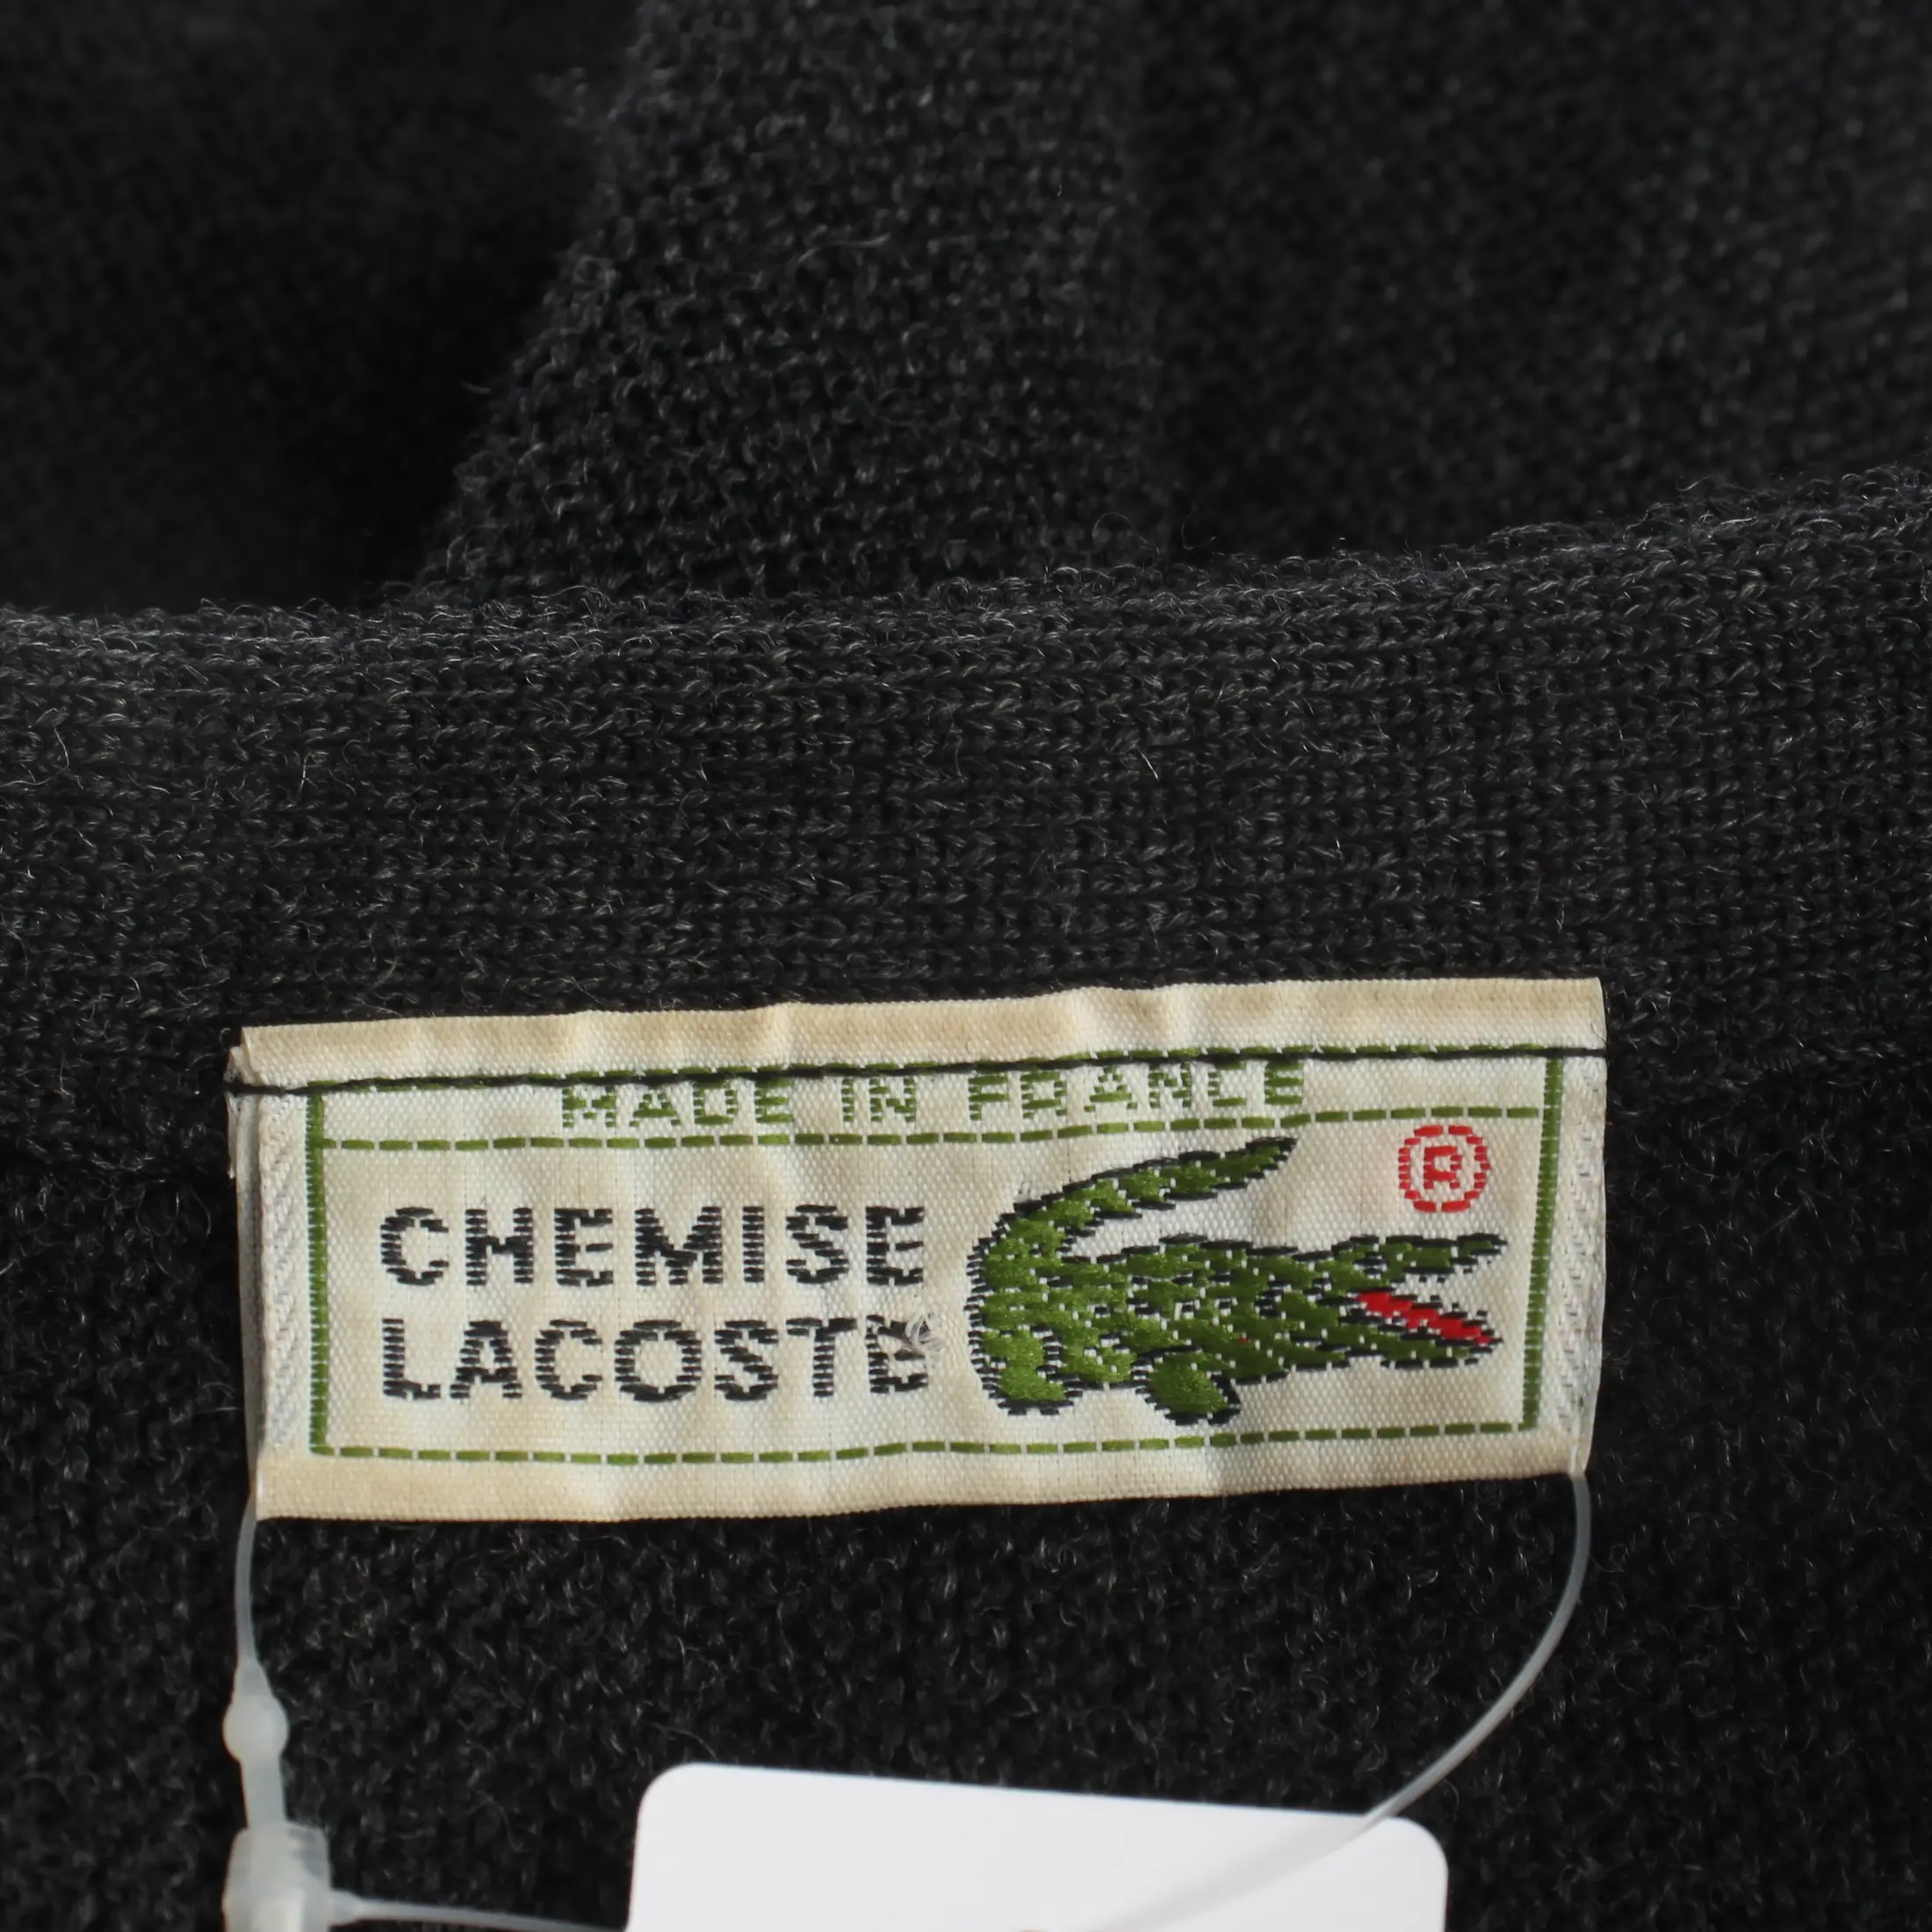 MADE IN FRANCE
®
CHEMISE
LACOSTE